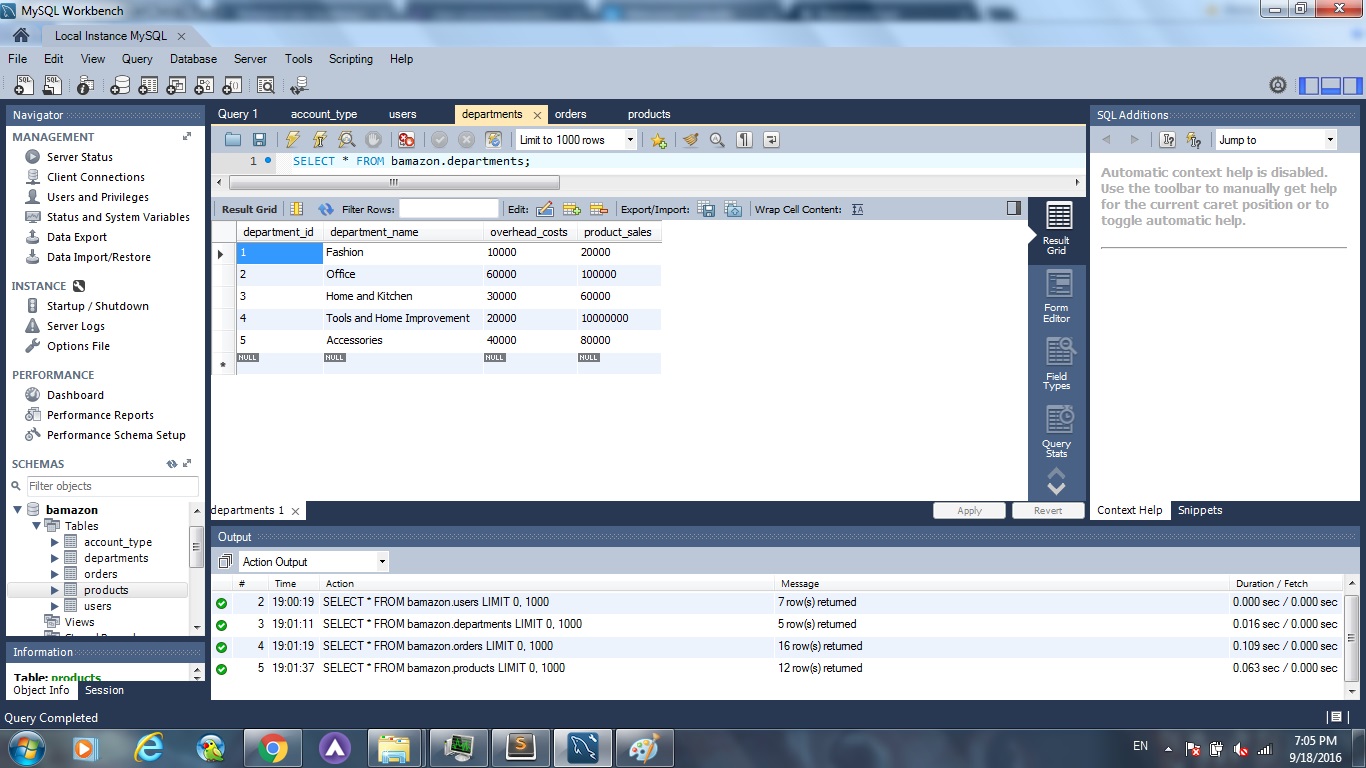 MySQL Workbench
Local Instance MySQL
File Edit View Query Database Server Tools Scripting Help
Navigator
MANAGEMENT
Server Status
Client Connections
Users and Privileges
Status and System Variables
Data Export
Data Import/Restore
INSTANCE
Startup / Shutdown
Server Logs
Options File
PERFORMANCE
Dashboard
Performance Reports
Performance Schema Setup
SCHEMAS
Filter objects
bamazon
Tables
account_type
departments
orders
products
users
Views
Information
Table: products
Object Info Session
Query 1 account_type users departments orders products
Limit to 1000 rows
1 SELECT * FROM bamazon.departments;
Result Grid Filter Rows: Edit: Export/Import: Wrap Cell Content:
department_id department_name overhead_costs product_sales
1 Fashion 10000 20000
2 Office 60000 100000
3 Home and Kitchen 30000 60000
4 Tools and Home Improvement 20000 10000000
5 Accessories 40000 80000
NULL NULL NULL NULL
Result Grid
Form Editor
Field Types
Query Stats
departments 1
Apply Revert
SQL Additions
Jump to
Automatic context help is disabled.
Use the toolbar to manually get help
for the current caret position or to
toggle automatic help.
Context Help Snippets
Output
Action Output
# Time Action Message Duration / Fetch
2 19:00:19 SELECT * FROM bamazon.users LIMIT 0, 1000 7 row(s) returned 0.000 sec / 0.000 sec
3 19:01:11 SELECT * FROM bamazon.departments LIMIT 0, 1000 5 row(s) returned 0.016 sec / 0.000 sec
4 19:01:19 SELECT * FROM bamazon.orders LIMIT 0, 1000 16 row(s) returned 0.109 sec / 0.000 sec
5 19:01:37 SELECT * FROM bamazon.products LIMIT 0, 1000 12 row(s) returned 0.063 sec / 0.000 sec
Query Completed
EN
7:05 PM
9/18/2016